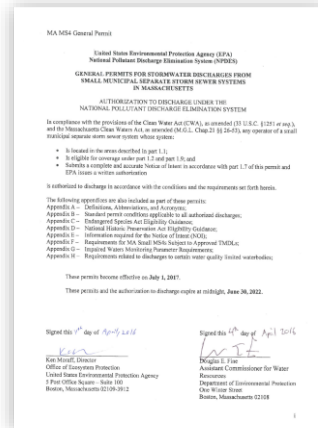 MA MS4 General Permit
United States Environmental Protection Agency (EPA)
National Pollutant Discharge Elimination System (NPDES)
GENERAL PERMITS FOR STORMWATER DISCHARGES FROM
SMALL MUNICIPAL SEPARATE STORM SEWER SYSTEMS
IN MASSACHUSETTS
AUTHORIZATION TO DISCHARGE UNDER THE
NATIONAL POLLUTANT DISCHARGE ELIMINATION SYSTEM
In compliance with the provisions of the Clean Water Act (CWA), as amended (33 U.S.C. §1251 et seq.),
and the Massachusetts Clean Waters Act, as amended (M.G.L. Chap.21 §§ 26-53), any operator of a small
municipal separate storm sewer system whose system:
• Is located in the areas described in part 1.1;
• Is eligible for coverage under part 1.2 and 1.9; and
• Submits a complete and accurate Notice of Intent in accordance with part 1.7 of this permit and
EPA issues a written authorization
is authorized to discharge in accordance with the conditions and the requirements set forth herein.
The following appendices are also included as part of these permits:
Appendix A – Definitions, Abbreviations, and Acronyms;
Appendix B – Standard permit conditions applicable to all authorized discharges;
Appendix C – Endangered Species Act Eligibility Guidance;
Appendix D – National Historic Preservation Act Eligibility Guidance;
Appendix E – Information required for the Notice of Intent (NOI);
Appendix F – Requirements for MA Small MS4s Subject to Approved TMDLs;
Appendix G – Impaired Waters Monitoring Parameter Requirements;
Appendix H – Requirements related to discharges to certain water quality limited waterbodies;
These permits become effective on July 1, 2017.
These permits and the authorization to discharge expire at midnight, June 30, 2022.
Signed this day of April, 2016
Signed this 4th day of April 2016
Ken Moraff, Director
Office of Ecosystem Protection
United States Environmental Protection Agency
5 Post Office Square – Suite 100
Boston, Massachusetts 02109-3912
Douglas E. Fine
Assistant Commissioner for Water
Resources
Department of Environmental Protection
One Winter Street
Boston, Massachusetts 02108
1